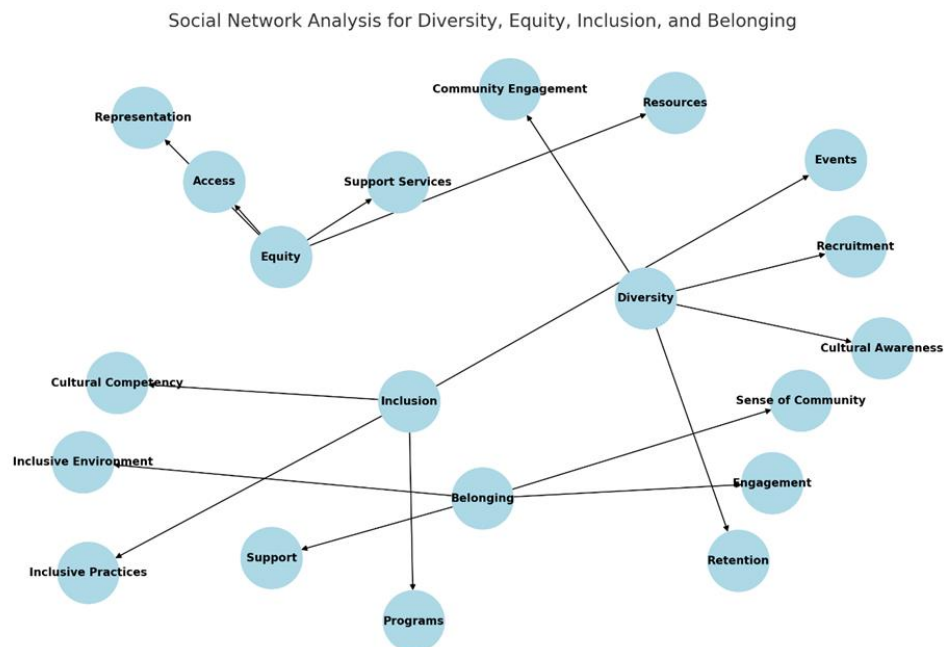 Social Network Analysis for Diversity, Equity, Inclusion, and Belonging
Community Engagement
Resources
Representation
Events
Access
Support Services
Recruitment
Equity
Diversity
Cultural Awareness
Cultural Competency
Inclusion
Sense of Community
Inclusive Environment
Engagement
Belonging
Support
Retention
Inclusive Practices
Programs